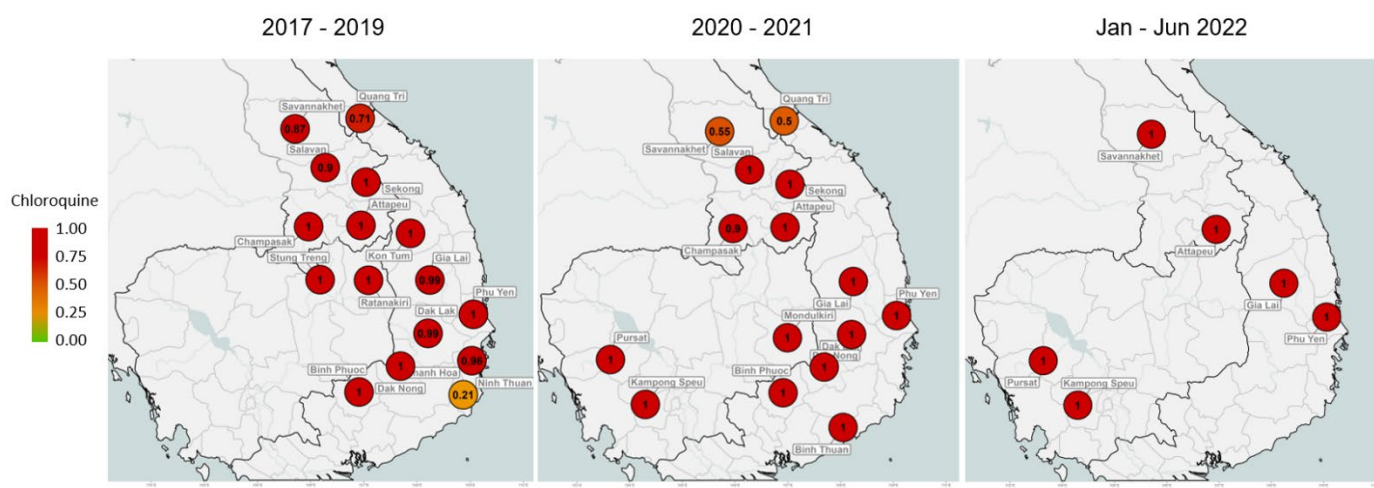 2017 - 2019
2020 - 2021
Jan - Jun 2022
Chloroquine
1.00
0.75
0.50
0.25
0.00
Quang Tri
Savannakhet
0.71
0.87
Salavan
0.9
1
Sekong
Attapeu
1
1
1
Champasak
Kon Tum
Stung Treng
Gia Lai
1
1
0.99
Ratanakiri
Phu Yen
Dak Lak
1
0.99
0.96
Binh Phuoc
1
hanh Hoa
Dak Nong
Ninh Thuan
1
0.21
Quang Tri
0.5
0.55
Savannakhet
Salavan
1
1
Sekong
Attapeu
0.9
1
Champasak
1
Gia Lai
Phu Yen
Mondulkiri
1
1
1
Pursat
Dak
Nong
1
Binh Phuoc
1
Kampong Speu
1
1
1
Binh Thuan
1
Savannakhet
1
Attapeu
1
Gia Lai
1
Phu Yen
1
Pursat
Kampong Speu
1